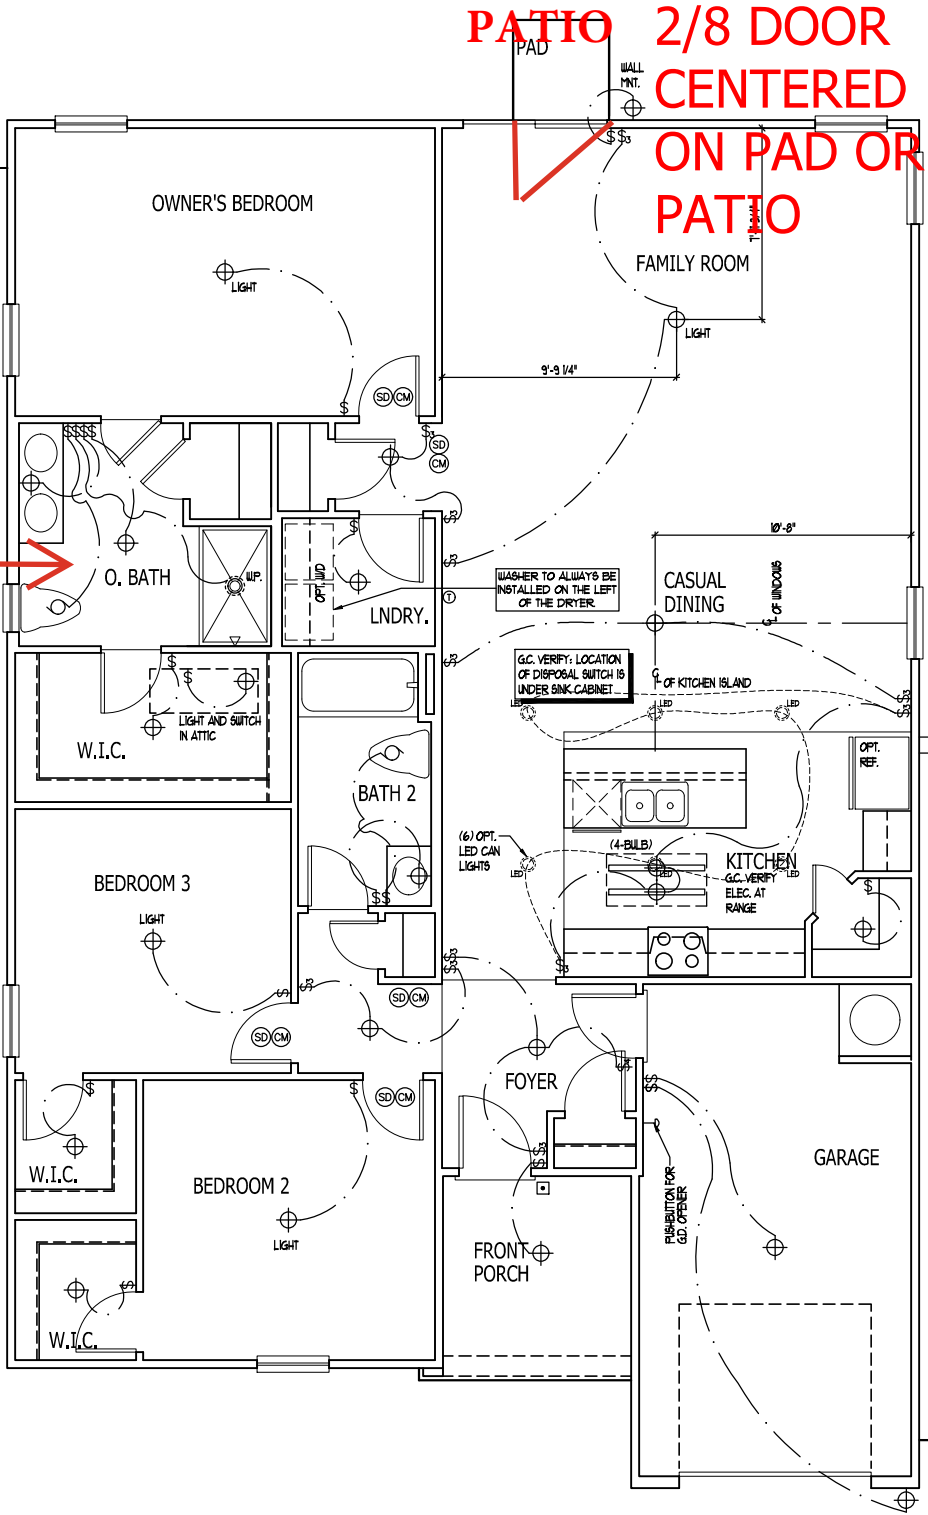 PATIO
2/8 DOOR
CENTERED
ON PAD OR
PATIO
PAD
WALL
MNT.
OWNER'S BEDROOM
FAMILY ROOM
LIGHT
LIGHT
9'-9 1/4"
SD CM
SD
CM
10'-8"
O. BATH
W.P.
OPT. W/D
LNDRY.
WASHER TO ALWAYS BE
INSTALLED ON THE LEFT
OF THE DRYER
T
CASUAL
DINING
℄ OF WINDOWS
G.C. VERIFY: LOCATION
OF DISPOSAL SWITCH IS
UNDER SINK CABINET
℄ OF KITCHEN ISLAND
LED
LED
LED
LIGHT AND SWITCH
IN ATTIC
W.I.C.
OPT.
REF.
BATH 2
(6) OPT.
LED CAN
LIGHTS
(4-BULB)
KITCHEN
LED
LED
LED
G.C. VERIFY
ELEC. AT
RANGE
BEDROOM 3
LIGHT
SD CM
SD CM
FOYER
SD CM
W.I.C.
BEDROOM 2
LIGHT
GARAGE
PUSHBUTTON FOR
G.D. OPENER
FRONT
PORCH
W.I.C.